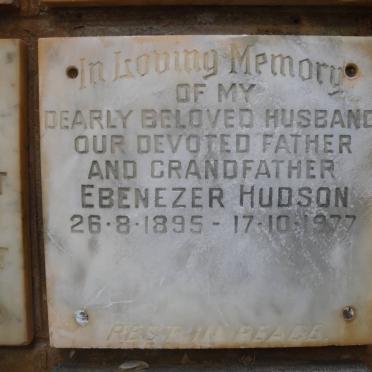 In Loving Memory
OF MY
DEARLY BELOVED HUSBAND
OUR DEVOTED FATHER
AND GRANDFATHER
EBENEZER HUDSON
26·8·1895 - 17·10·1977
REST IN PEACE